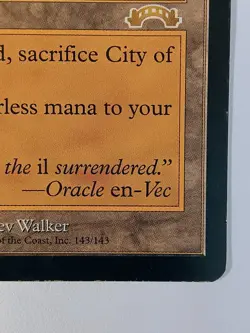 , sacrifice City of
rless mana to your
the il surrendered.”
—Oracle en-Vec
ev Walker
of the Coast, Inc. 143/143